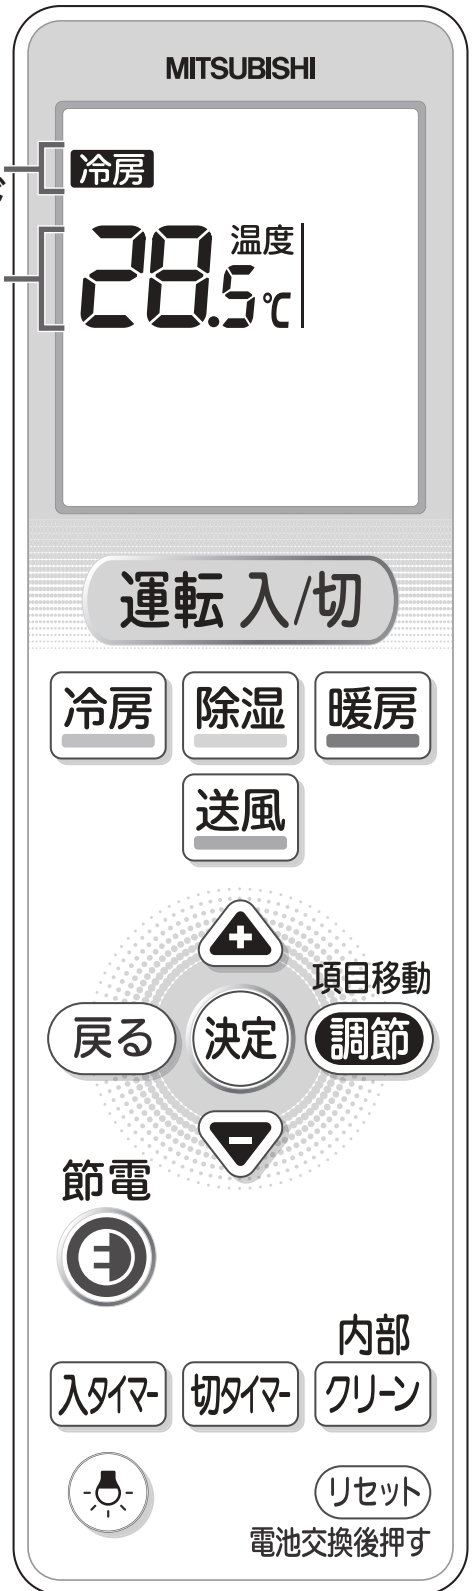 MITSUBISHI
冷房
温度
28.5℃
運転 入/切
冷房 除湿 暖房
送風
+
項目移動
戻る 決定 調節
-
節電
内部
入タイマー 切タイマー クリーン
リセット
電池交換後押す